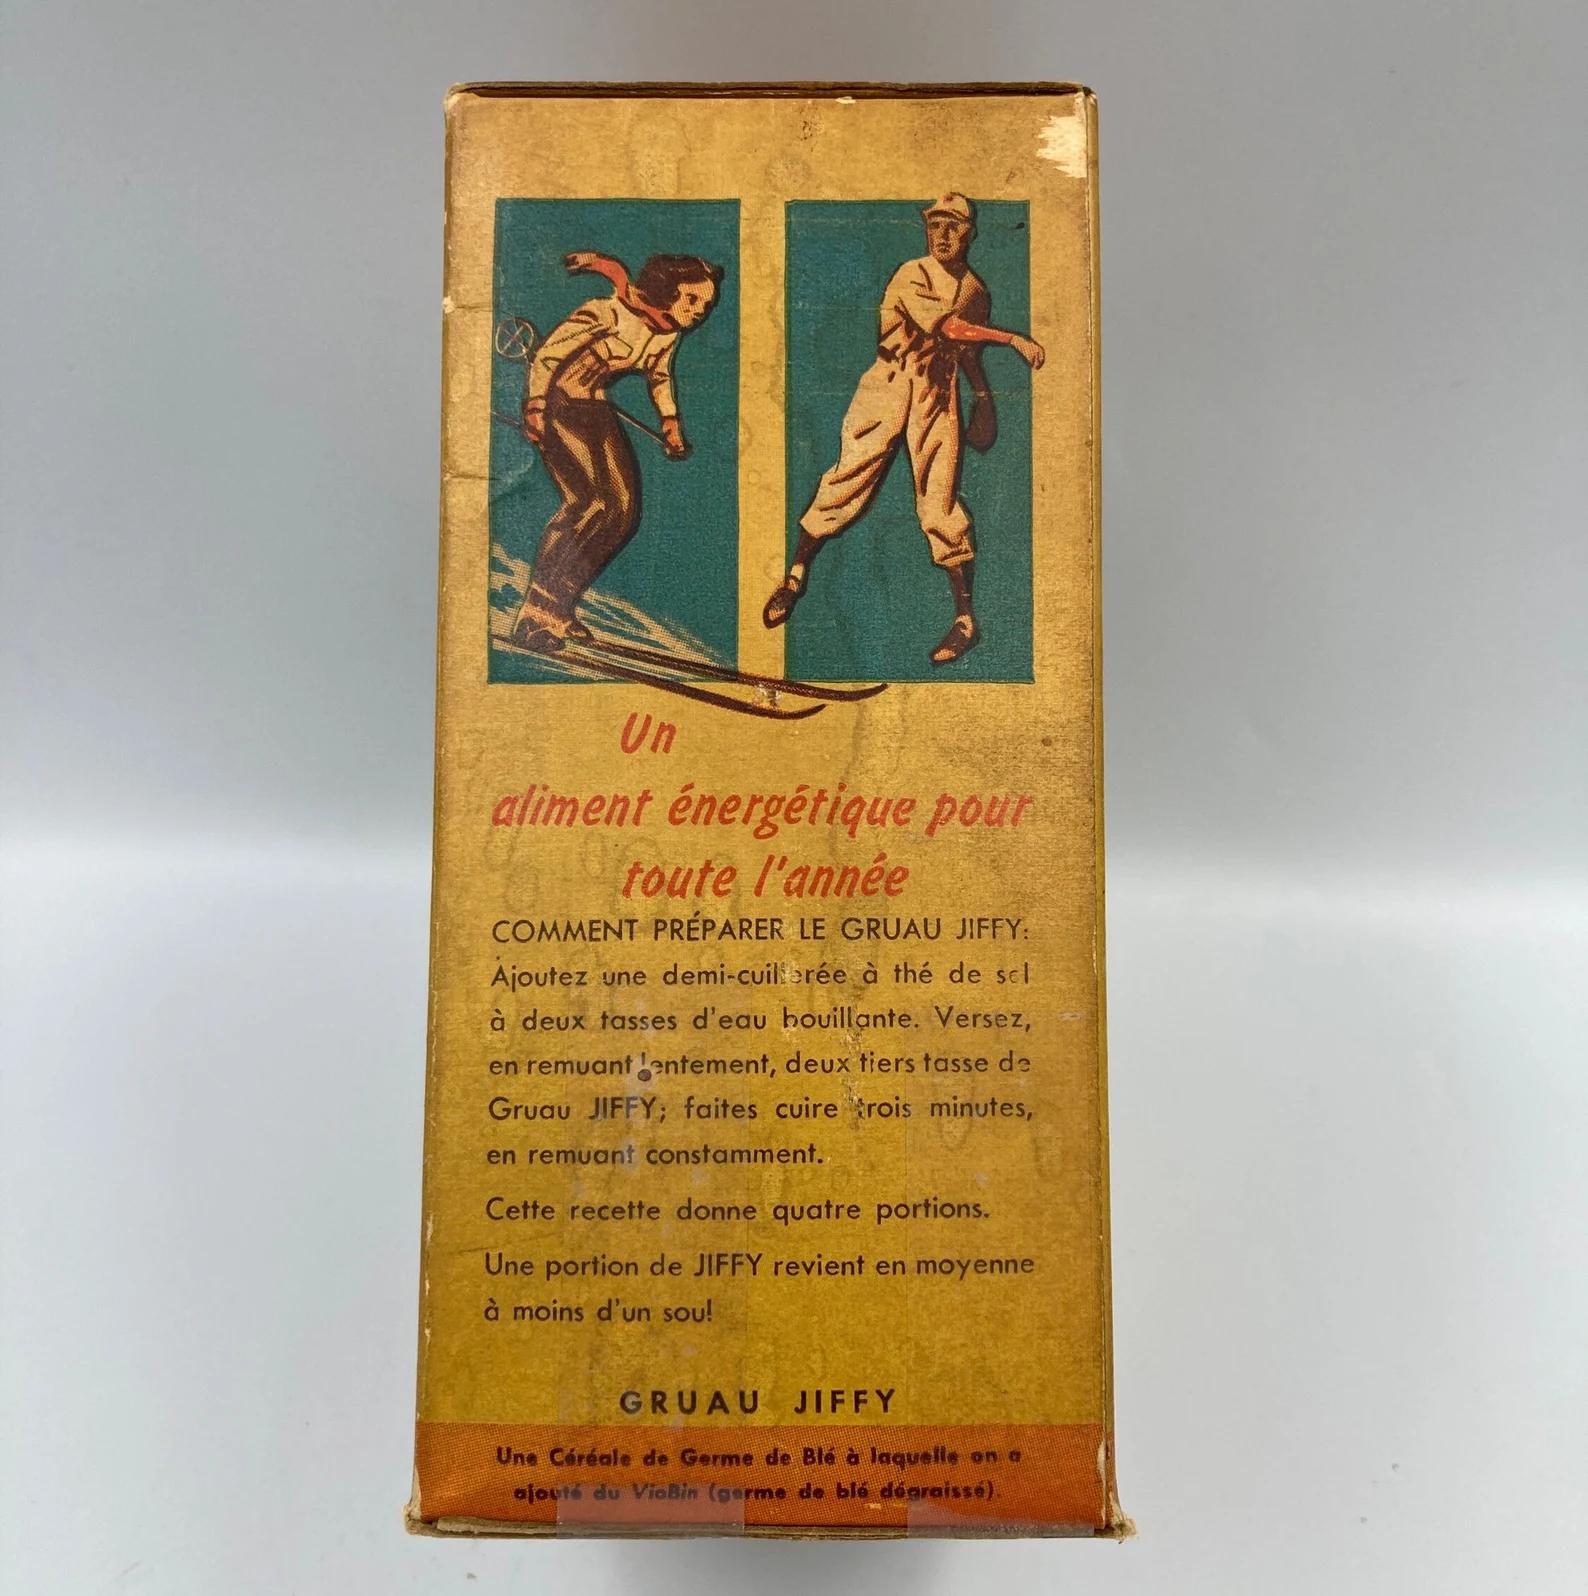 Un
aliment énergétique pour
toute l'année
COMMENT PRÉPARER LE GRUAU JIFFY:
Ajoutez une demi-cuillerée à thé de sel
à deux tasses d'eau bouillante. Versez,
en remuant lentement, deux tiers tasse de
Gruau JIFFY; faites cuire trois minutes,
en remuant constamment.
Cette recette donne quatre portions.
Une portion de JIFFY revient en moyenne
à moins d'un sou!
GRUAU JIFFY
Une Céréale de Germe de Blé à laquelle on a
ajouté du VioBin (germe de blé dégraissé).